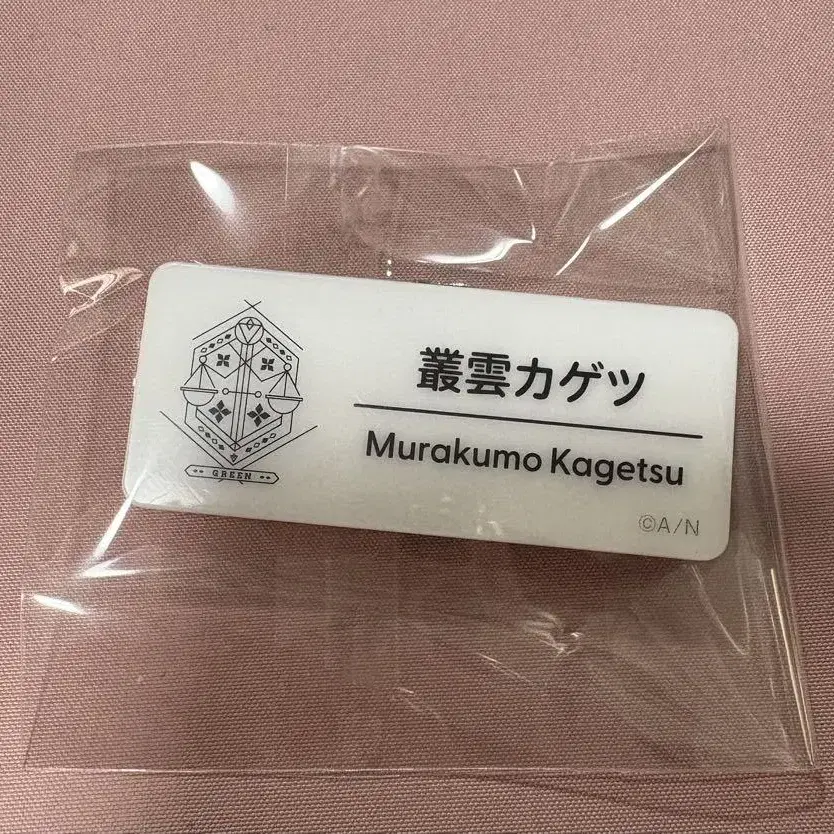 叢雲カゲツ
Murakumo Kagetsu
GREEN
©A/N